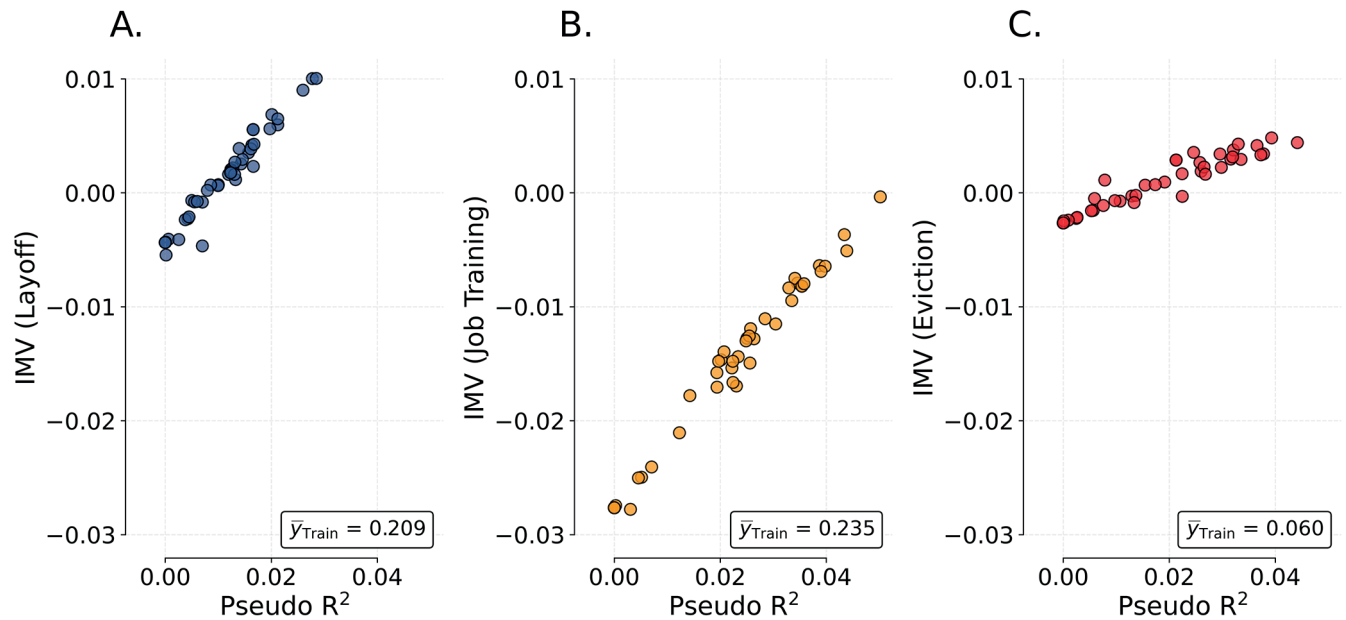 A.
B.
C.
0.01
0.00
−0.01
−0.02
−0.03
IMV (Layoff)
0.00 0.02 0.04
Pseudo R²
y̅Train = 0.209
0.01
0.00
−0.01
−0.02
−0.03
IMV (Job Training)
0.00 0.02 0.04
Pseudo R²
y̅Train = 0.235
0.01
0.00
−0.01
−0.02
−0.03
IMV (Eviction)
0.00 0.02 0.04
Pseudo R²
y̅Train = 0.060